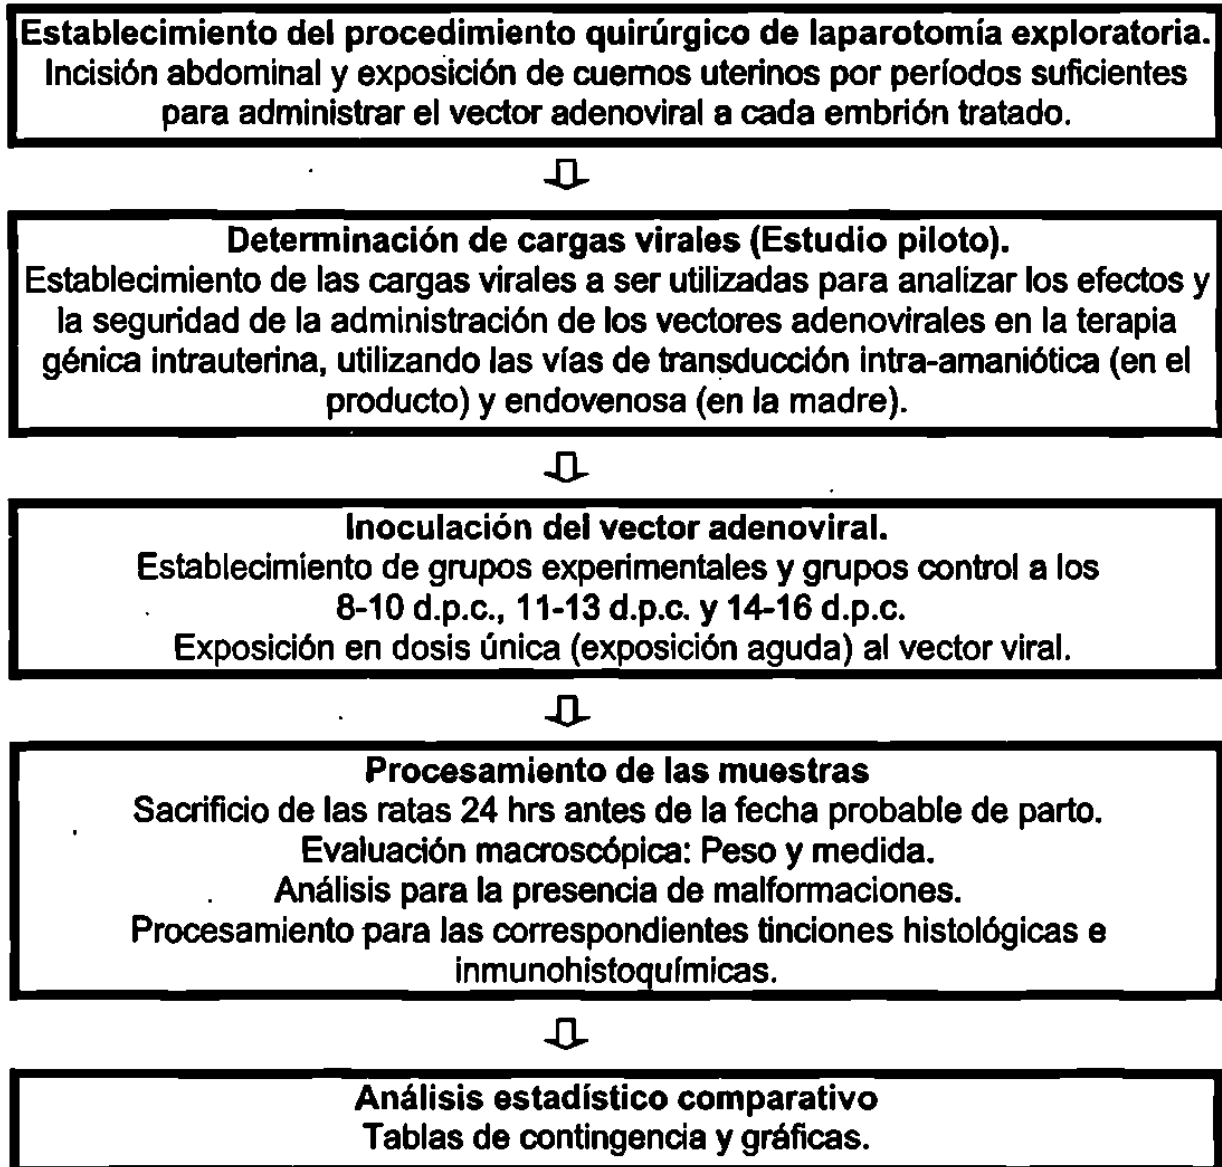 Establecimiento del procedimiento quirúrgico de laparotomía exploratoria.
Incisión abdominal y exposición de cuernos uterinos por períodos suficientes
para administrar el vector adenoviral a cada embrión tratado.
Determinación de cargas virales (Estudio piloto).
Establecimiento de las cargas virales a ser utilizadas para analizar los efectos y
la seguridad de la administración de los vectores adenovirales en la terapia
génica intrauterina, utilizando las vías de transducción intra-amaniótica (en el
producto) y endovenosa (en la madre).
Inoculación del vector adenoviral.
Establecimiento de grupos experimentales y grupos control a los
8-10 d.p.c., 11-13 d.p.c. y 14-16 d.p.c.
Exposición en dosis única (exposición aguda) al vector viral.
Procesamiento de las muestras
Sacrificio de las ratas 24 hrs antes de la fecha probable de parto.
Evaluación macroscópica: Peso y medida.
Análisis para la presencia de malformaciones.
Procesamiento para las correspondientes tinciones histológicas e
inmunohistoquímicas.
Análisis estadístico comparativo
Tablas de contingencia y gráficas.